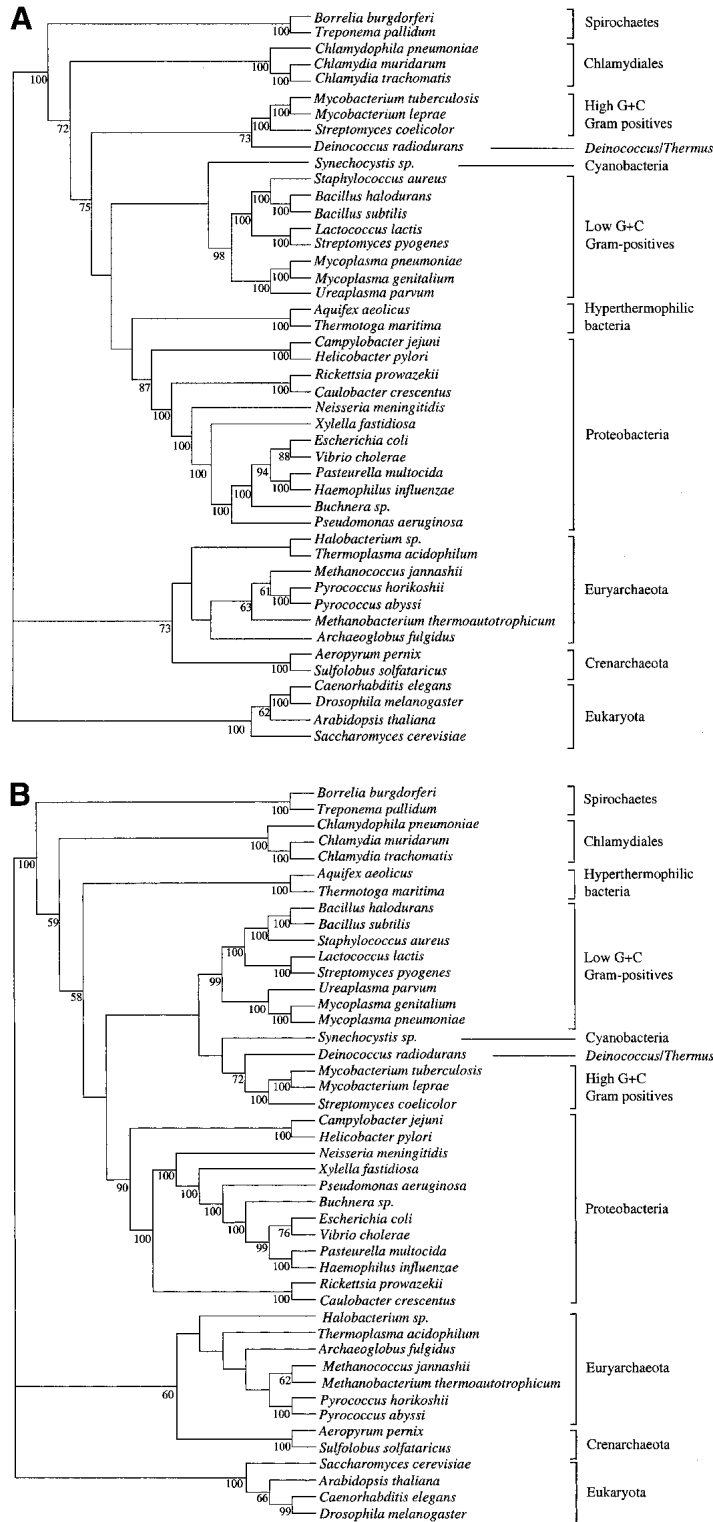 A
Borrelia burgdorferi
100 Treponema pallidum
Spirochaetes
100
Chlamydophila pneumoniae
Chlamydia muridarum
100 100 Chlamydia trachomatis
Chlamydiales
72
Mycobacterium tuberculosis
100 Mycobacterium leprae
100 Streptomyces coelicolor
High G+C
Gram positives
73
Deinococcus radiodurans
Deinococcus/Thermus
Synechocystis sp.
Cyanobacteria
75
Staphylococcus aureus
Bacillus halodurans
100 100 Bacillus subtilis
Lactococcus lactis
100 100 Streptomyces pyogenes
98
Mycoplasma pneumoniae
100 Mycoplasma genitalium
100 Ureaplasma parvum
Low G+C
Gram-positives
Aquifex aeolicus
100 Thermotoga maritima
Hyperthermophilic
bacteria
Campylobacter jejuni
100 Helicobacter pylori
87
Rickettsia prowazekii
100 Caulobacter crescentus
100
Neisseria meningitidis
100
Xylella fastidiosa
100
Escherichia coli
88 Vibrio cholerae
94
Pasteurella multocida
100 100 Haemophilus influenzae
100
Buchnera sp.
100
Pseudomonas aeruginosa
Proteobacteria
Halobacterium sp.
Thermoplasma acidophilum
Methanococcus jannashii
61 Pyrococcus horikoshii
100 Pyrococcus abyssi
63
Methanobacterium thermoautotrophicum
73
Archaeoglobus fulgidus
Euryarchaeota
Aeropyrum pernix
100 Sulfolobus solfataricus
Crenarchaeota
Caenorhabditis elegans
100 Drosophila melanogaster
62 Arabidopsis thaliana
100
Saccharomyces cerevisiae
Eukaryota
B
Borrelia burgdorferi
100 Treponema pallidum
Spirochaetes
100
Chlamydophila pneumoniae
Chlamydia muridarum
100 100 Chlamydia trachomatis
Chlamydiales
59
Aquifex aeolicus
100 Thermotoga maritima
Hyperthermophilic
bacteria
58
Bacillus halodurans
100 Bacillus subtilis
100 Staphylococcus aureus
100
Lactococcus lactis
100 Streptomyces pyogenes
99
Ureaplasma parvum
Mycoplasma genitalium
100 100 Mycoplasma pneumoniae
Low G+C
Gram-positives
Synechocystis sp.
Cyanobacteria
Deinococcus radiodurans
Deinococcus/Thermus
72
Mycobacterium tuberculosis
100 Mycobacterium leprae
100 Streptomyces coelicolor
High G+C
Gram positives
Campylobacter jejuni
100 Helicobacter pylori
90
Neisseria meningitidis
100
Xylella fastidiosa
100
Pseudomonas aeruginosa
100
Buchnera sp.
100
Escherichia coli
76 Vibrio cholerae
99
Pasteurella multocida
100 Haemophilus influenzae
100
Rickettsia prowazekii
100 Caulobacter crescentus
Proteobacteria
Halobacterium sp.
Thermoplasma acidophilum
Archaeoglobus fulgidus
Methanococcus jannashii
62 Methanobacterium thermoautotrophicum
60
Pyrococcus horikoshii
100 Pyrococcus abyssi
Euryarchaeota
Aeropyrum pernix
100 Sulfolobus solfataricus
Crenarchaeota
Saccharomyces cerevisiae
100
Arabidopsis thaliana
66
Caenorhabditis elegans
99 Drosophila melanogaster
Eukaryota